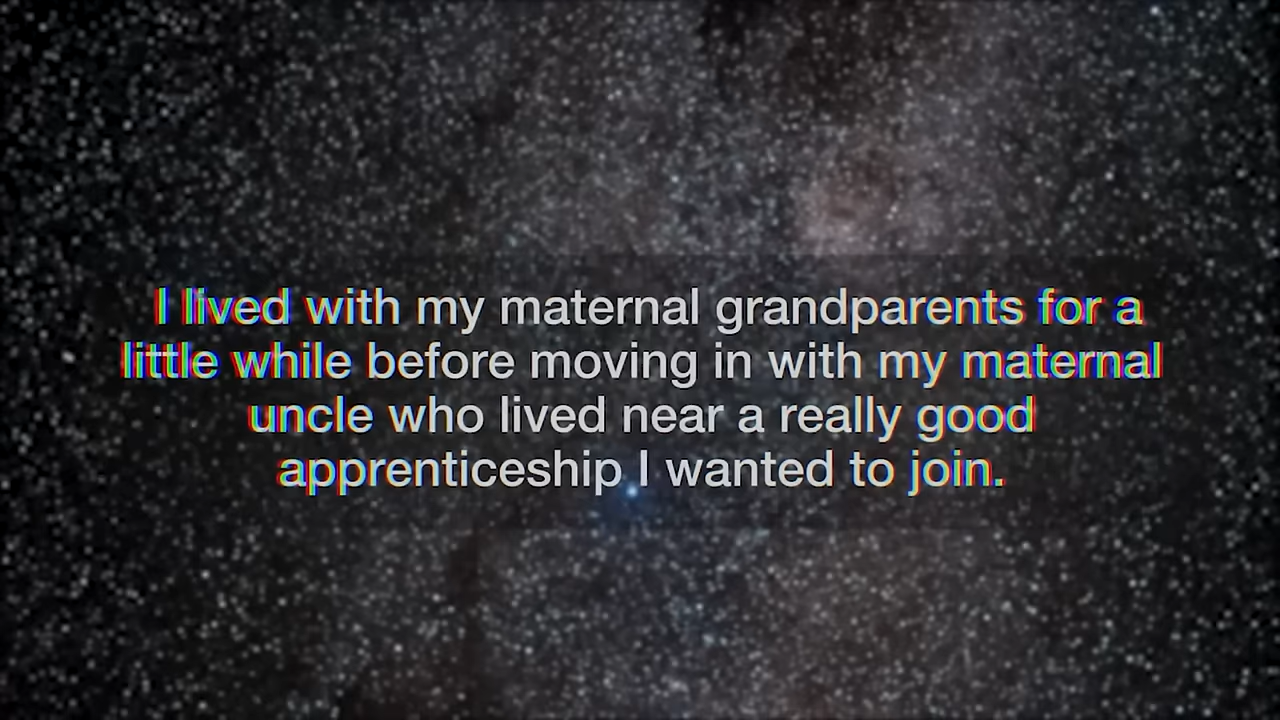 I lived with my maternal grandparents for a
little while before moving in with my maternal
uncle who lived near a really good
apprenticeship I wanted to join.